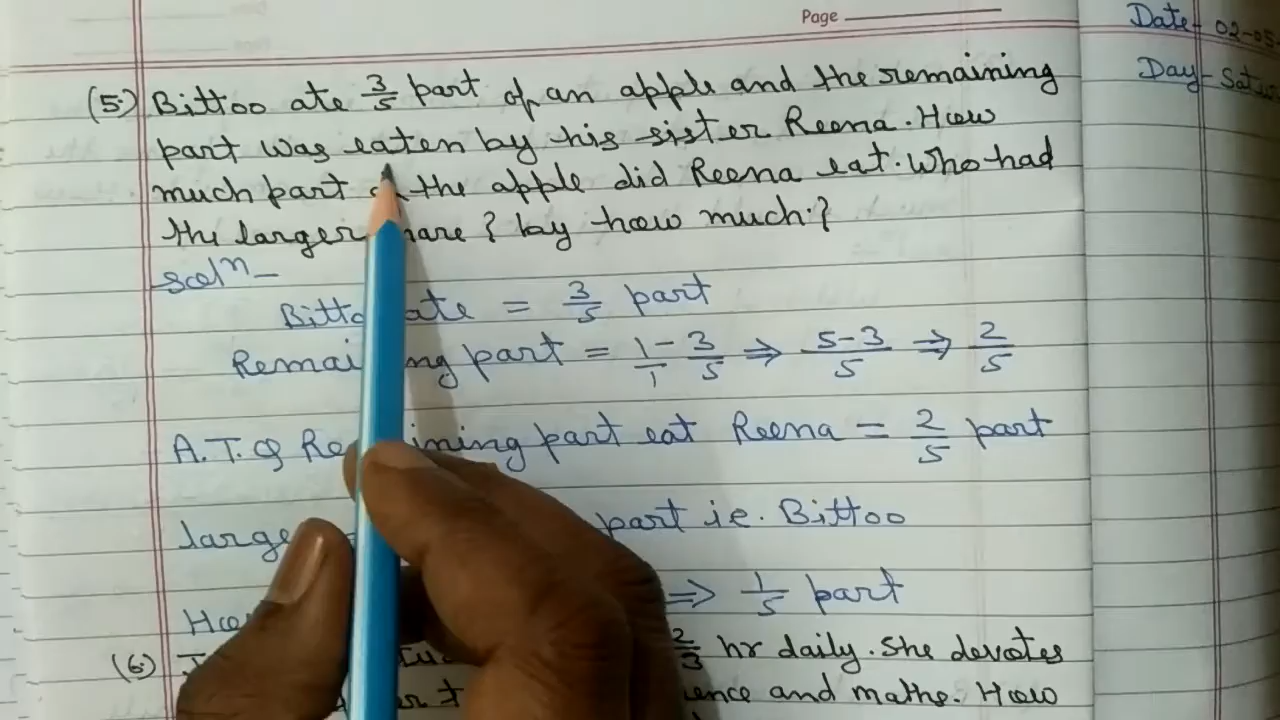 Page
Date- 02-05-
Day- Satu
(5) Bittoo ate 3/5 part of an apple and the remaining
part was eaten by his sister Reena. How
much part the apple did Reena eat. Who had
the larger hare? by how much.?
Solⁿ-
Bitto ate = 3/5 part
Remai ng part = 1/1 - 3/5 ⇒ 5-3/5 ⇒ 2/5
A.T.Q Re ining part eat Reena = 2/5 part
large part i.e. Bittoo
⇒ 1/5 part
(6) 2/3 hr daily. She devotes
ence and maths. How